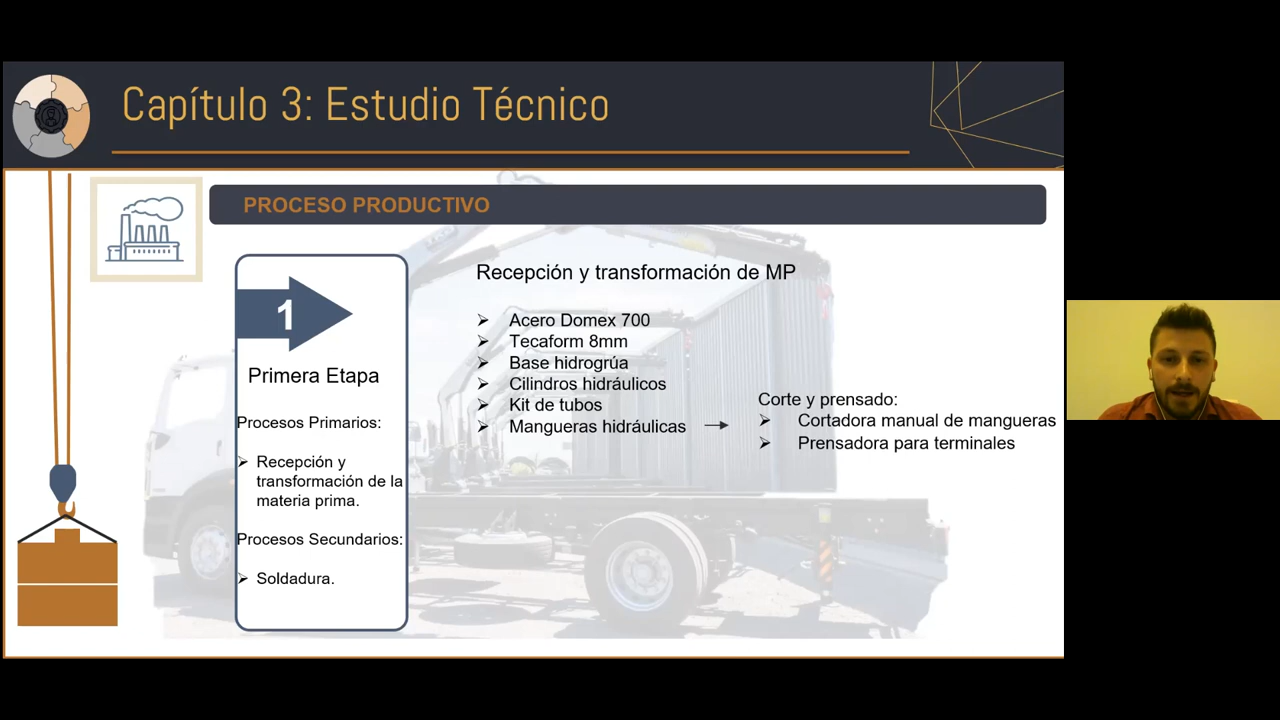 Capítulo 3: Estudio Técnico
PROCESO PRODUCTIVO
1
Primera Etapa
Procesos Primarios:
Recepción y
transformación de la
materia prima.
Procesos Secundarios:
Soldadura.
Recepción y transformación de MP
Acero Domex 700
Tecaform 8mm
Base hidrogrúa
Cilindros hidráulicos
Kit de tubos
Mangueras hidráulicas
Corte y prensado:
Cortadora manual de mangueras
Prensadora para terminales